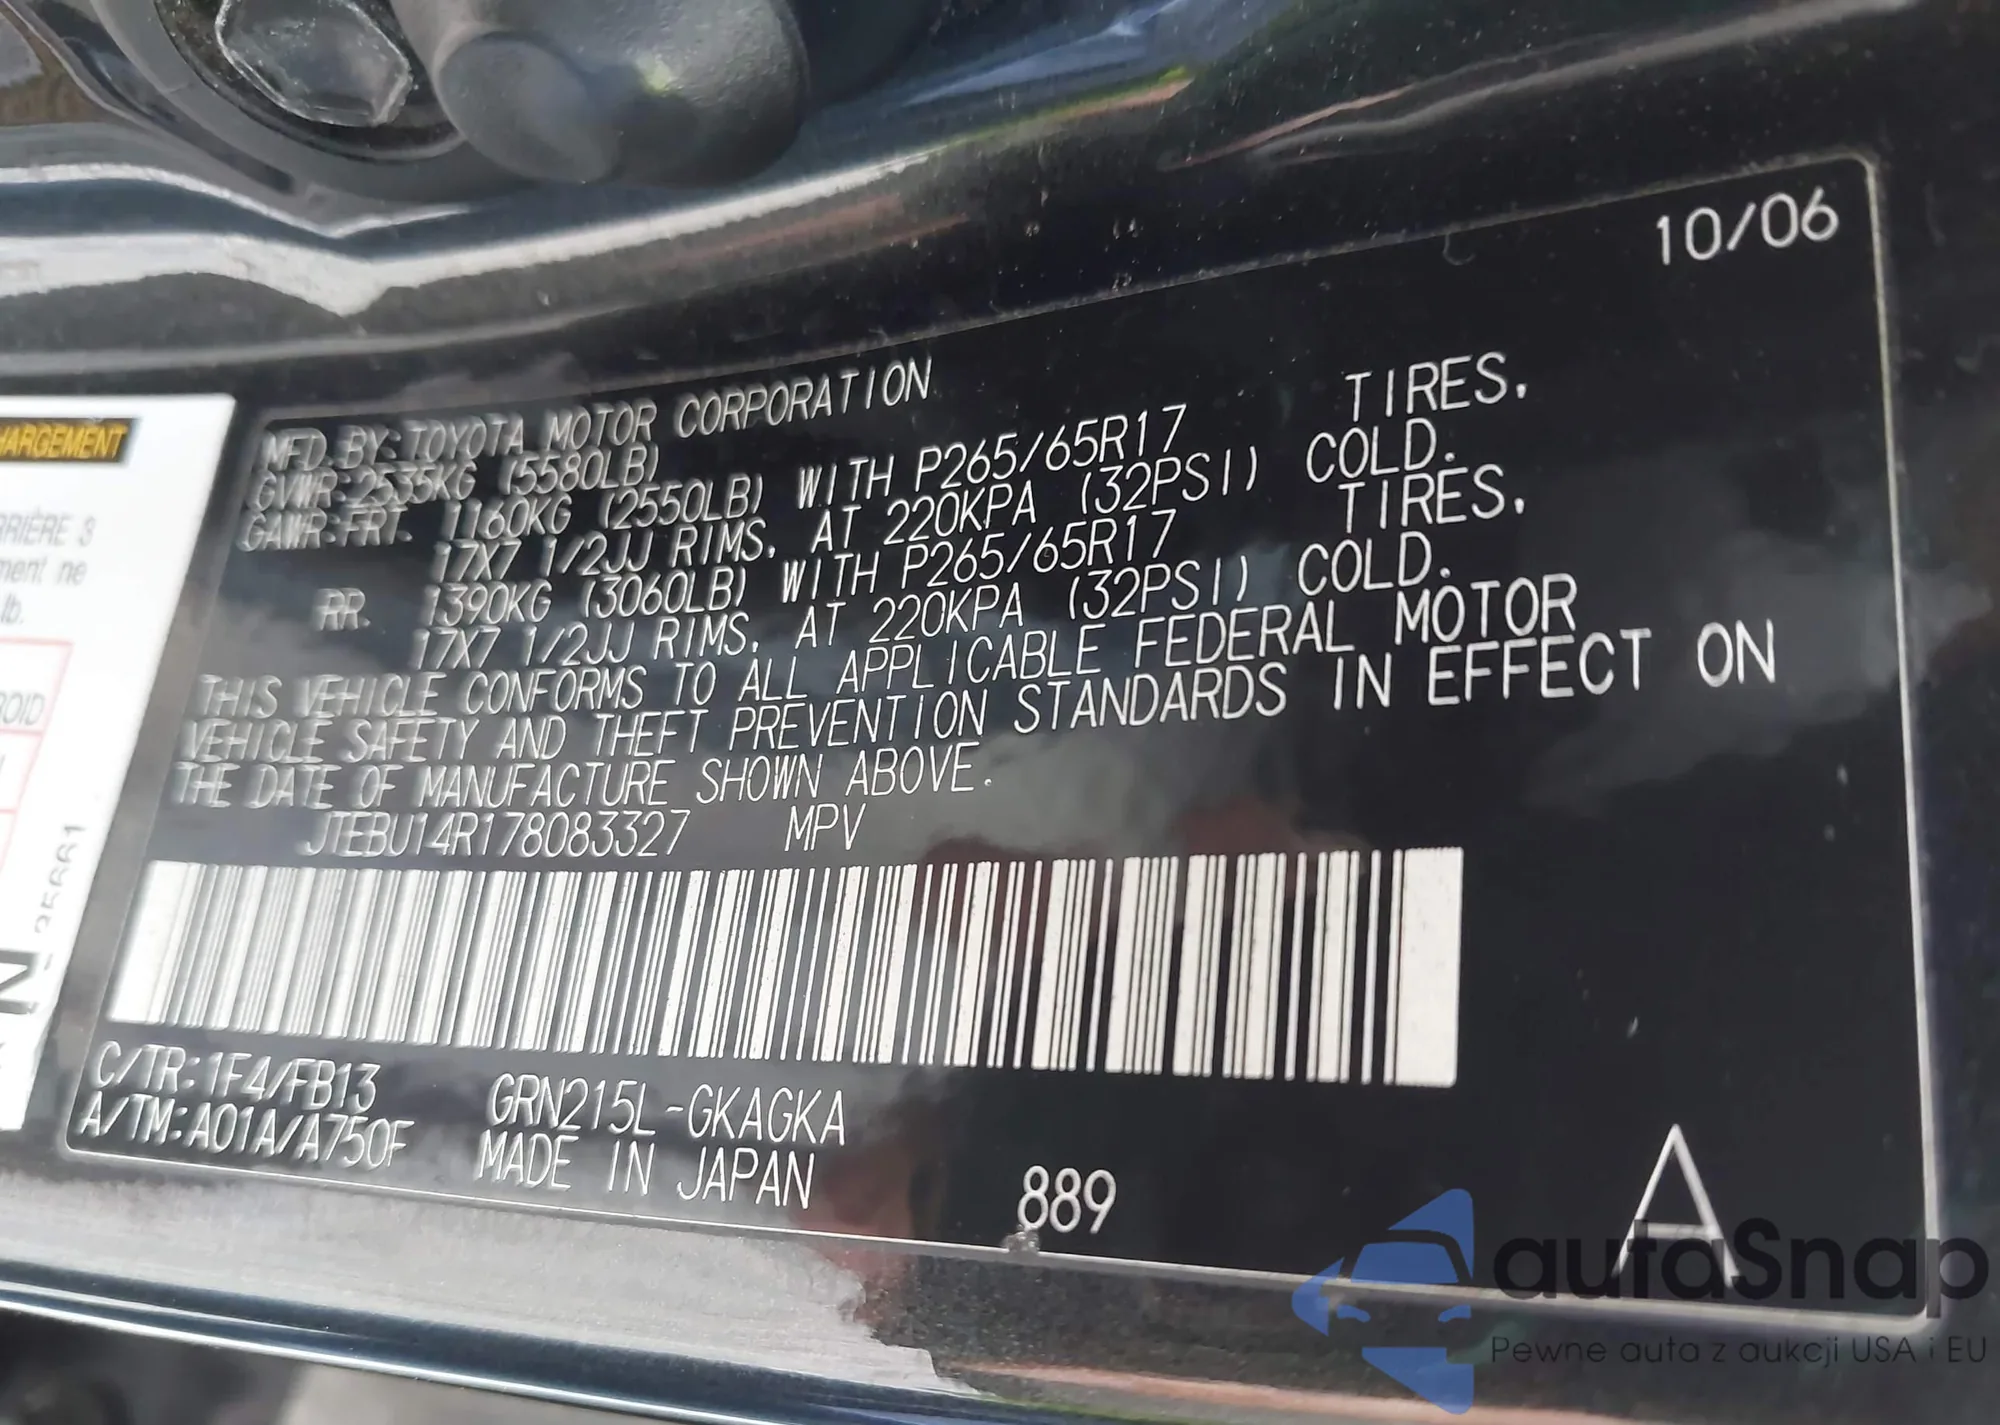 10/06
MFD. BY: TOYOTA MOTOR CORPORATION
GVWR: 2535KG (5580LB)
GAWR: FRT. 1160KG (2550LB) WITH P265/65R17 TIRES,
17X7 1/2JJ RIMS, AT 220KPA (32PSI) COLD.
RR. 1390KG (3060LB) WITH P265/65R17 TIRES,
17X7 1/2JJ RIMS, AT 220KPA (32PSI) COLD.
THIS VEHICLE CONFORMS TO ALL APPLICABLE FEDERAL MOTOR
VEHICLE SAFETY AND THEFT PREVENTION STANDARDS IN EFFECT ON
THE DATE OF MANUFACTURE SHOWN ABOVE.
JTEBU14R178083327 MPV
C/TR: 1F4/FB13 GRN215L-GKAGKA
A/TM: A01A/A750F MADE IN JAPAN
889
A
ment ne
lb.
25661
N
autaSnap
Pewne auta z aukcji USA i EU